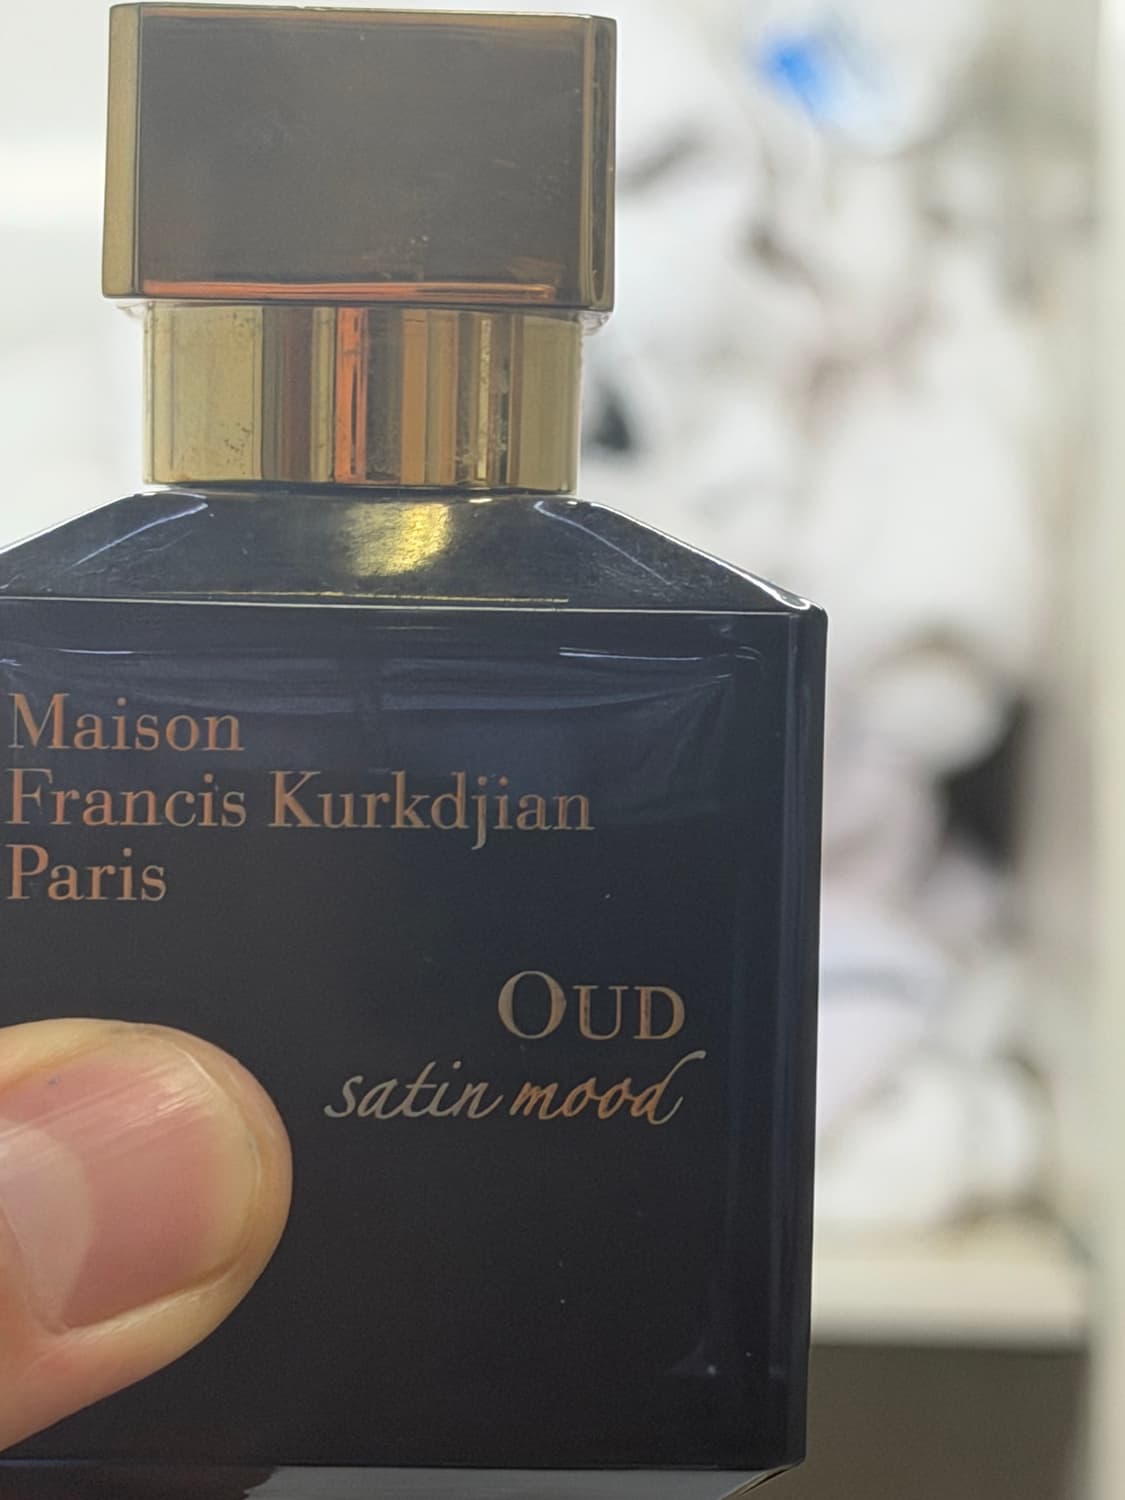 Maison
Francis Kurkdjian
Paris
OUD
satin mood